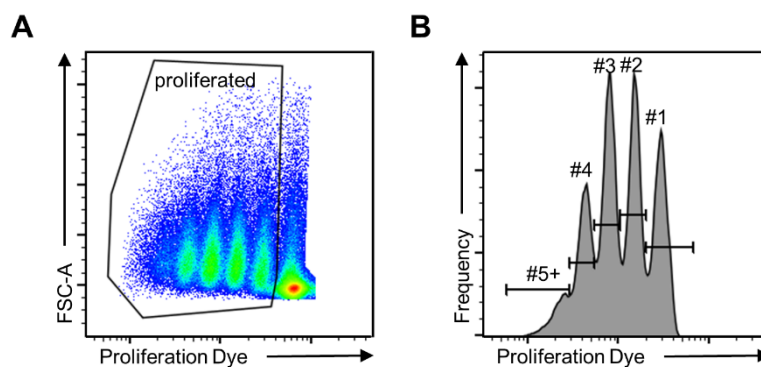 A
proliferated
FSC-A
Proliferation Dye
B
#3 #2
#1
#4
#5+
Frequency
Proliferation Dye